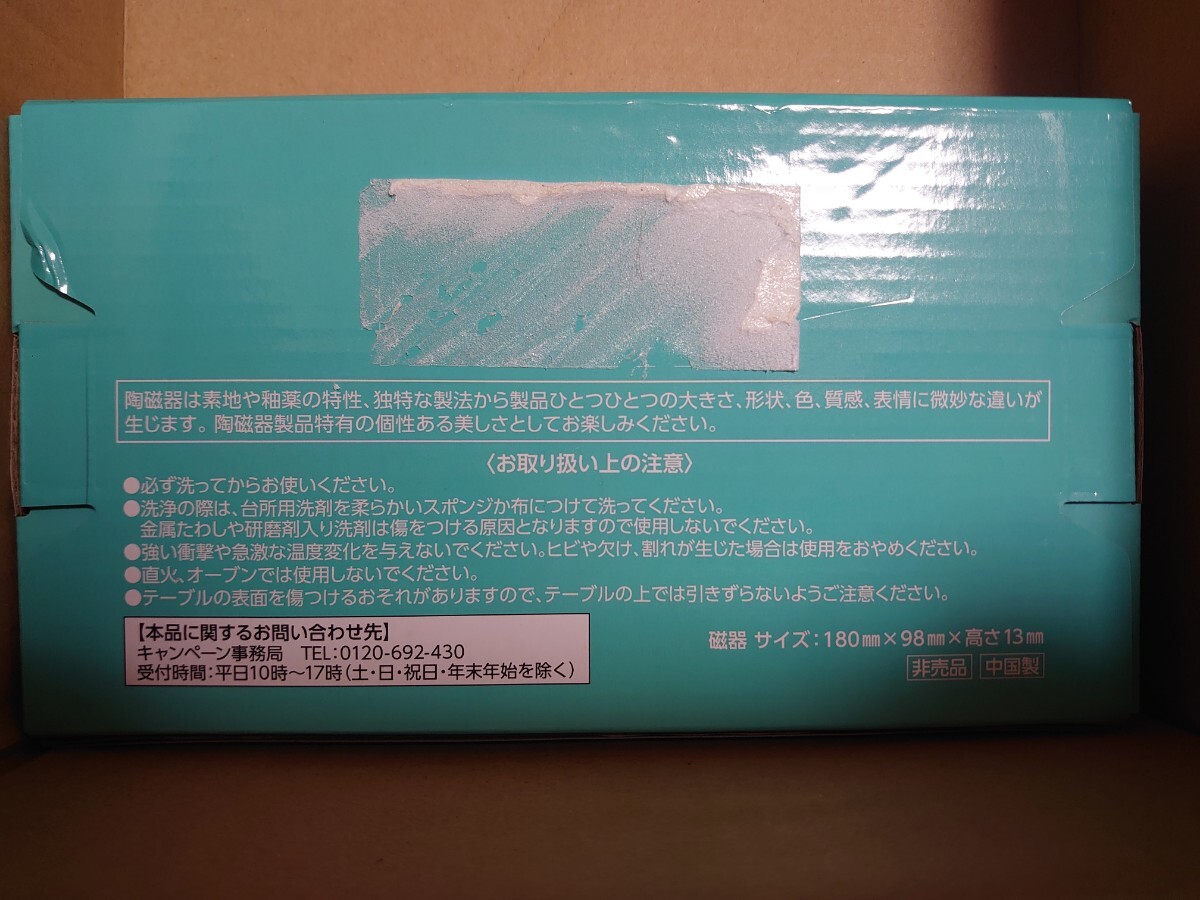 陶磁器は素地や釉薬の特性、独特な製法から製品ひとつひとつの大きさ、形状、色、質感、表情に微妙な違いが
生じます。陶磁器製品特有の個性ある美しさとしてお楽しみください。
〈お取り扱い上の注意〉
●必ず洗ってからお使いください。
●洗浄の際は、台所用洗剤を柔らかいスポンジか布につけて洗ってください。
金属たわしや研磨剤入り洗剤は傷をつける原因となりますので使用しないでください。
●強い衝撃や急激な温度変化を与えないでください。ヒビや欠け、割れが生じた場合は使用をおやめください。
●直火、オーブンでは使用しないでください。
●テーブルの表面を傷つけるおそれがありますので、テーブルの上では引きずらないようご注意ください。
【本品に関するお問い合わせ先】
キャンペーン事務局 TEL:0120-692-430
受付時間:平日10時～17時(土・日・祝日・年末年始を除く)
磁器 サイズ:180㎜×98㎜×高さ13㎜
非売品 中国製